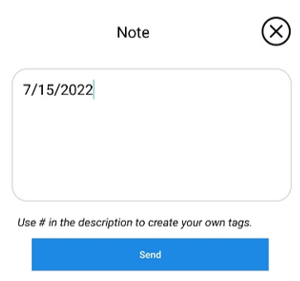 Note
7/15/2022
Use # in the description to create your own tags.
Send